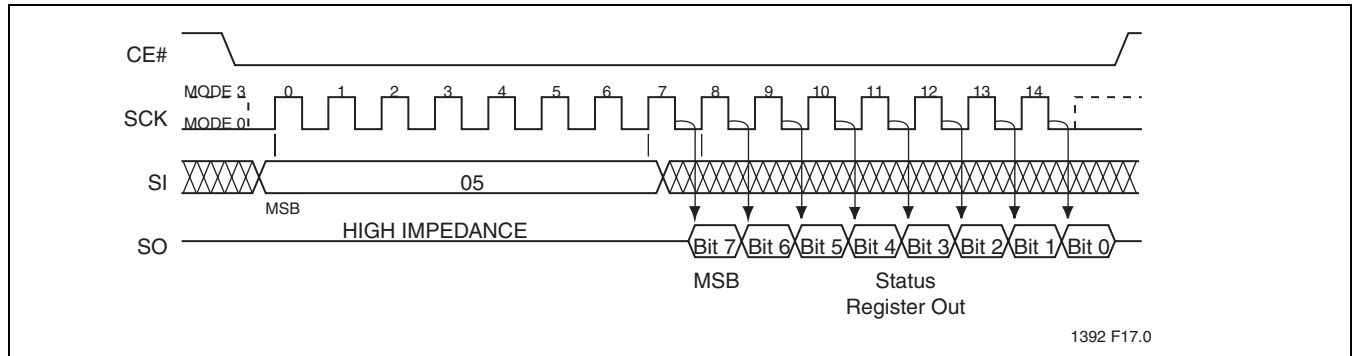 CE#
MODE 3
0 1 2 3 4 5 6 7 8 9 10 11 12 13 14
SCK
MODE 0
SI
05
MSB
HIGH IMPEDANCE
SO
Bit 7 Bit 6 Bit 5 Bit 4 Bit 3 Bit 2 Bit 1 Bit 0
MSB
Status
Register Out
1392 F17.0